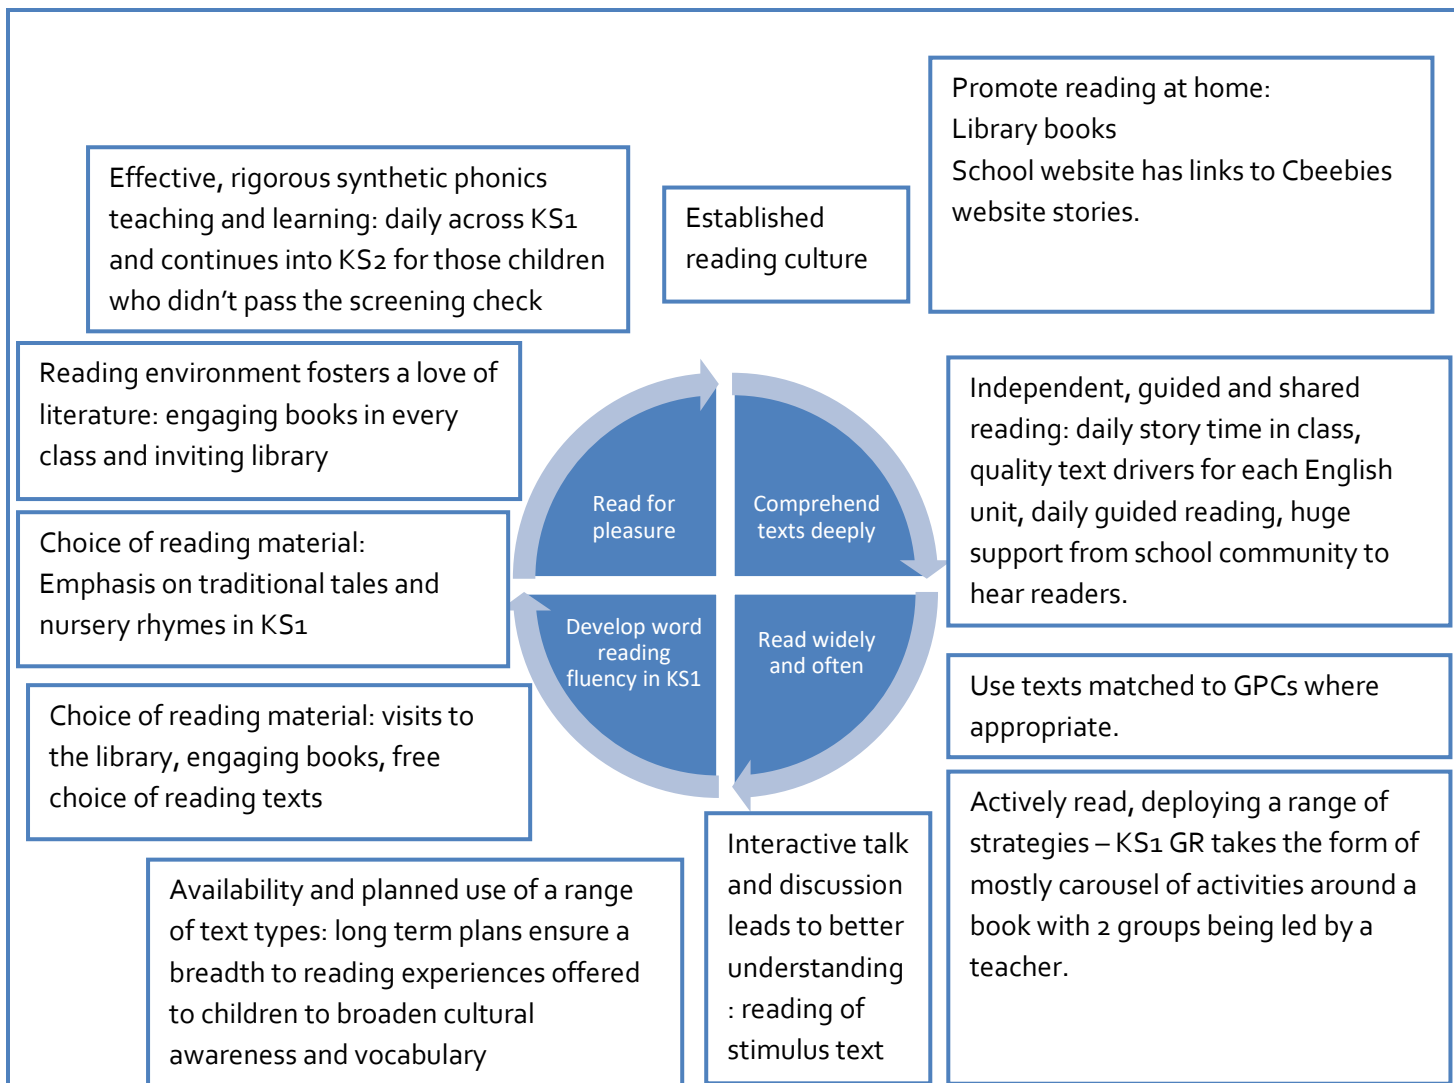 Promote reading at home:
Library books
School website has links to Cbeebies
website stories.
Effective, rigorous synthetic phonics
teaching and learning: daily across KS1
and continues into KS2 for those children
who didn’t pass the screening check
Established
reading culture
Reading environment fosters a love of
literature: engaging books in every
class and inviting library
Independent, guided and shared
reading: daily story time in class,
quality text drivers for each English
unit, daily guided reading, huge
support from school community to
hear readers.
Read for
pleasure
Comprehend
texts deeply
Choice of reading material:
Emphasis on traditional tales and
nursery rhymes in KS1
Develop word
reading
fluency in KS1
Read widely
and often
Use texts matched to GPCs where
appropriate.
Choice of reading material: visits to
the library, engaging books, free
choice of reading texts
Actively read, deploying a range of
strategies – KS1 GR takes the form of
mostly carousel of activities around a
book with 2 groups being led by a
teacher.
Interactive talk
and discussion
leads to better
understanding
: reading of
stimulus text
Availability and planned use of a range
of text types: long term plans ensure a
breadth to reading experiences offered
to children to broaden cultural
awareness and vocabulary